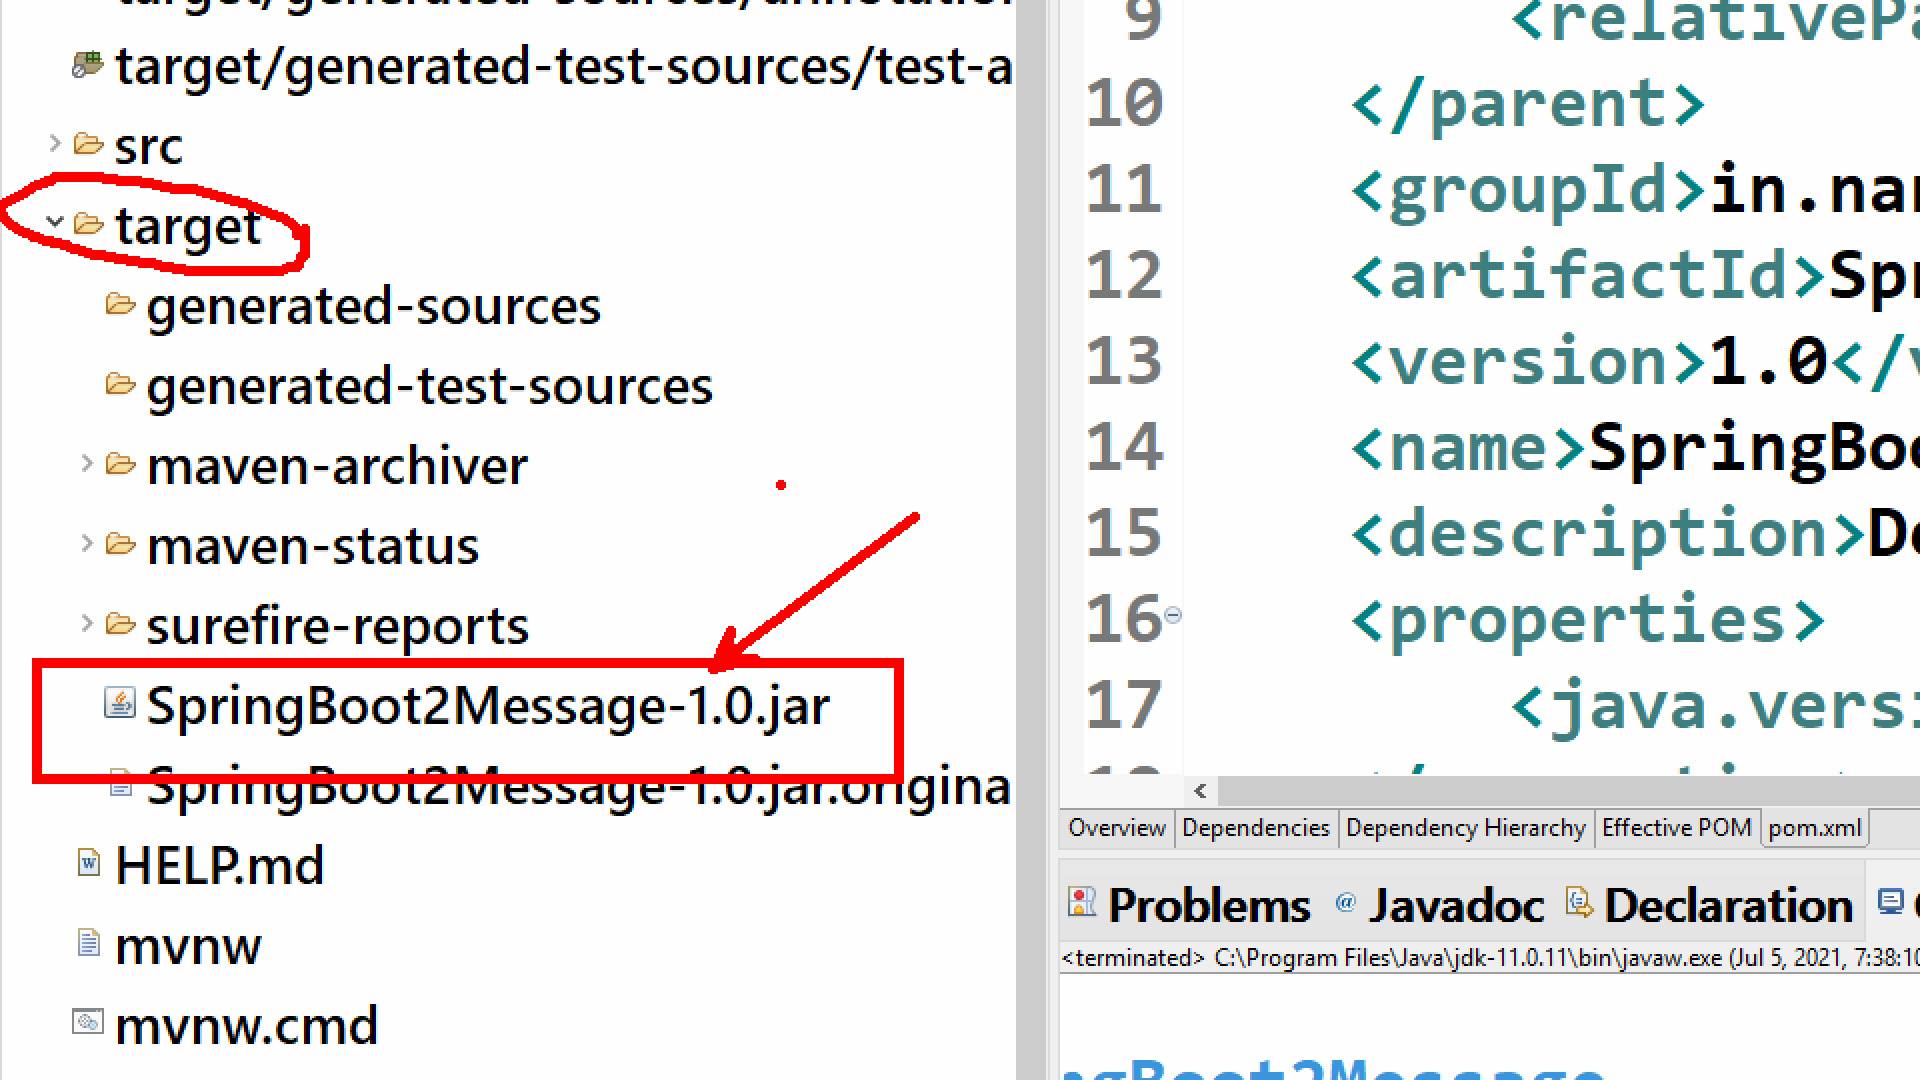 target/generated-test-sources/test-a
src
target
generated-sources
generated-test-sources
maven-archiver
maven-status
surefire-reports
SpringBoot2Message-1.0.jar
SpringBoot2Message-1.0.jar.origina
HELP.md
mvnw
mvnw.cmd
9 <relativePa
10 </parent>
11 <groupId>in.nar
12 <artifactId>Spr
13 <version>1.0</v
14 <name>SpringBoo
15 <description>De
16 <properties>
17 <java.versi
Overview Dependencies Dependency Hierarchy Effective POM pom.xml
Problems @ Javadoc Declaration
<terminated> C:\Program Files\Java\jdk-11.0.11\bin\javaw.exe (Jul 5, 2021, 7:38:10
ngBoot2Message